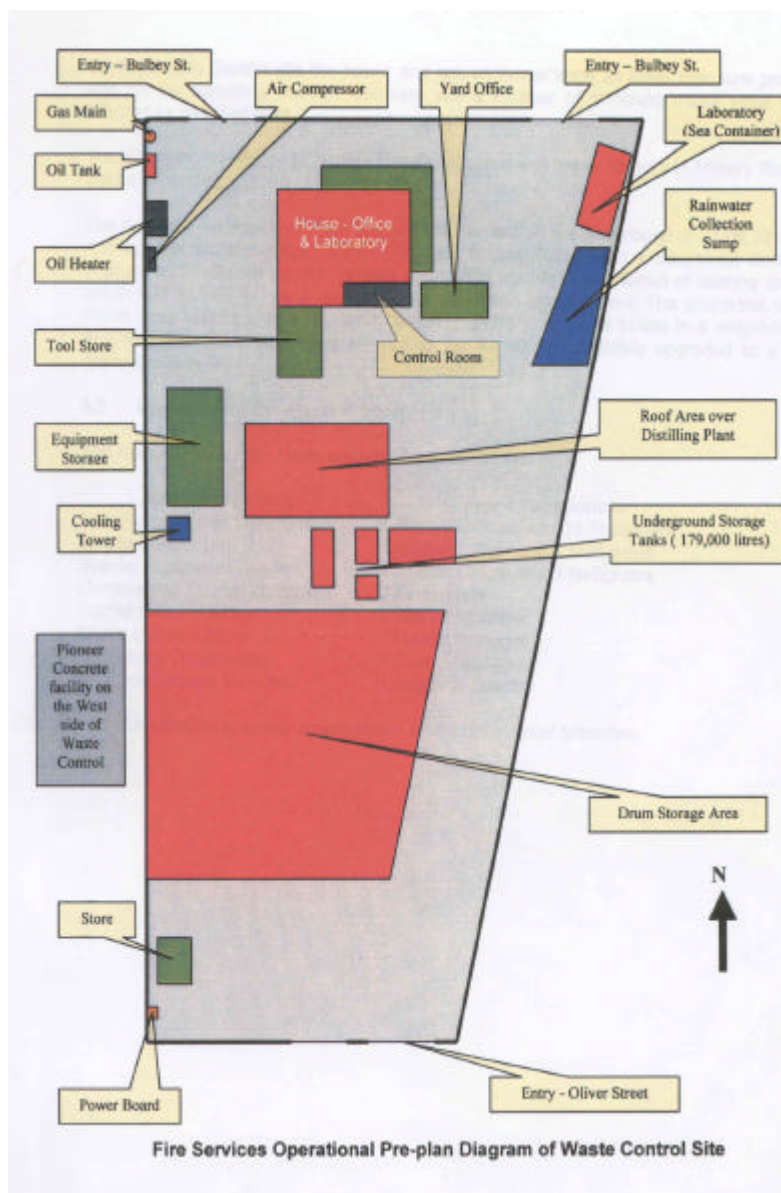 Entry – Bulbey St.
Entry – Bulbey St.
Gas Main
Air Compressor
Yard Office
Laboratory
(Sea Container)
Oil Tank
Rainwater
Collection
Sump
House - Office
& Laboratory
Oil Heater
Tool Store
Control Room
Roof Area over
Distilling Plant
Equipment
Storage
Cooling
Tower
Underground Storage
Tanks ( 179,000 litres)
Pioneer
Concrete
facility on
the West
side of
Waste
Control
Drum Storage Area
N
Store
Power Board
Entry - Oliver Street
Fire Services Operational Pre-plan Diagram of Waste Control Site